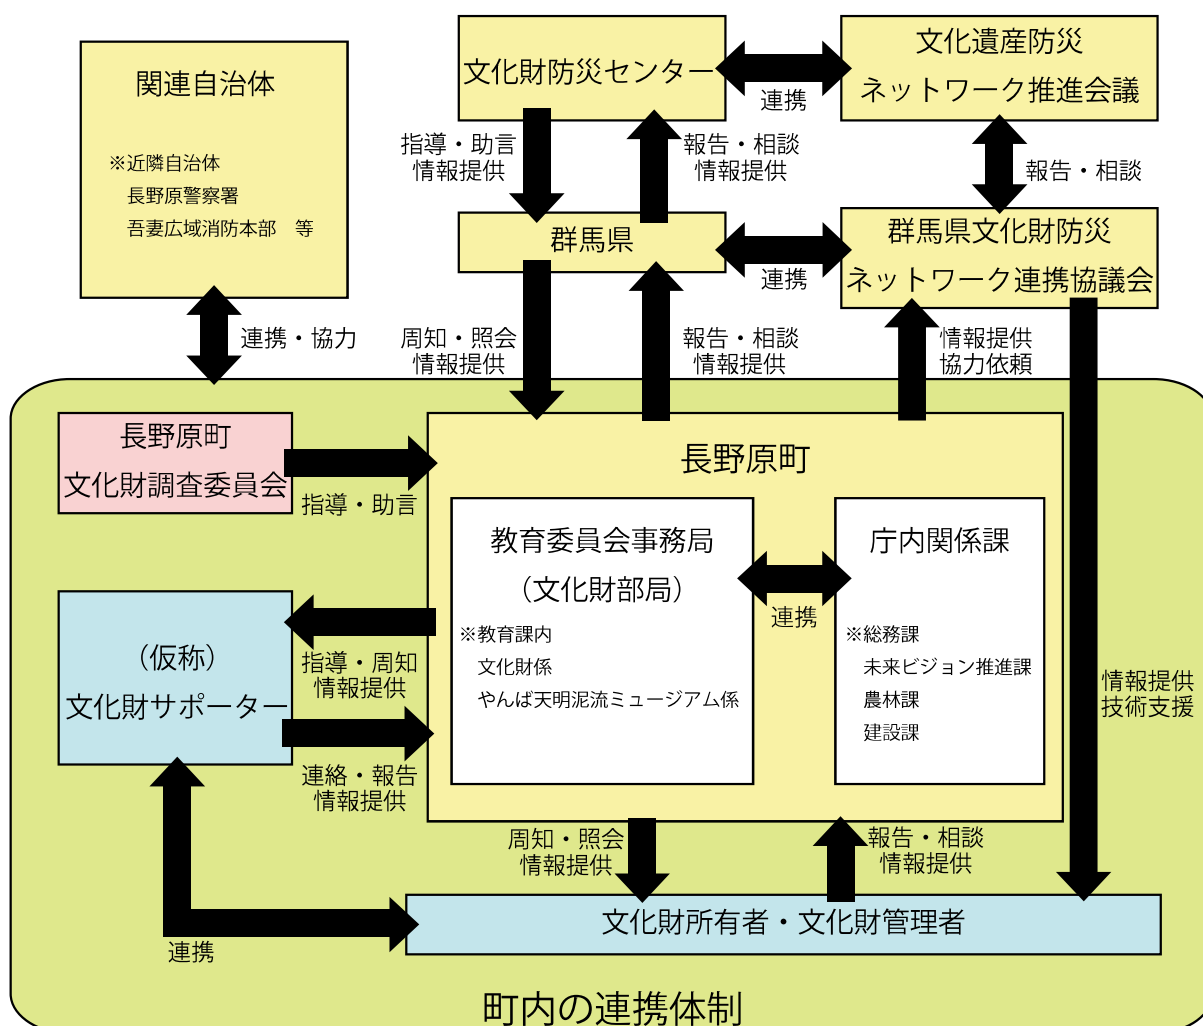 関連自治体
※近隣自治体
長野原警察署
吾妻広域消防本部　等
文化財防災センター
連携
文化遺産防災
ネットワーク推進会議
指導・助言
情報提供
報告・相談
情報提供
報告・相談
群馬県
連携
群馬県文化財防災
ネットワーク連携協議会
連携・協力
周知・照会
情報提供
報告・相談
情報提供
情報提供
協力依頼
長野原町
文化財調査委員会
指導・助言
長野原町
教育委員会事務局
（文化財部局）
※教育課内
文化財係
やんば天明泥流ミュージアム係
連携
庁内関係課
※総務課
未来ビジョン推進課
農林課
建設課
（仮称）
文化財サポーター
指導・周知
情報提供
連絡・報告
情報提供
情報提供
技術支援
周知・照会
情報提供
報告・相談
情報提供
連携
文化財所有者・文化財管理者
町内の連携体制